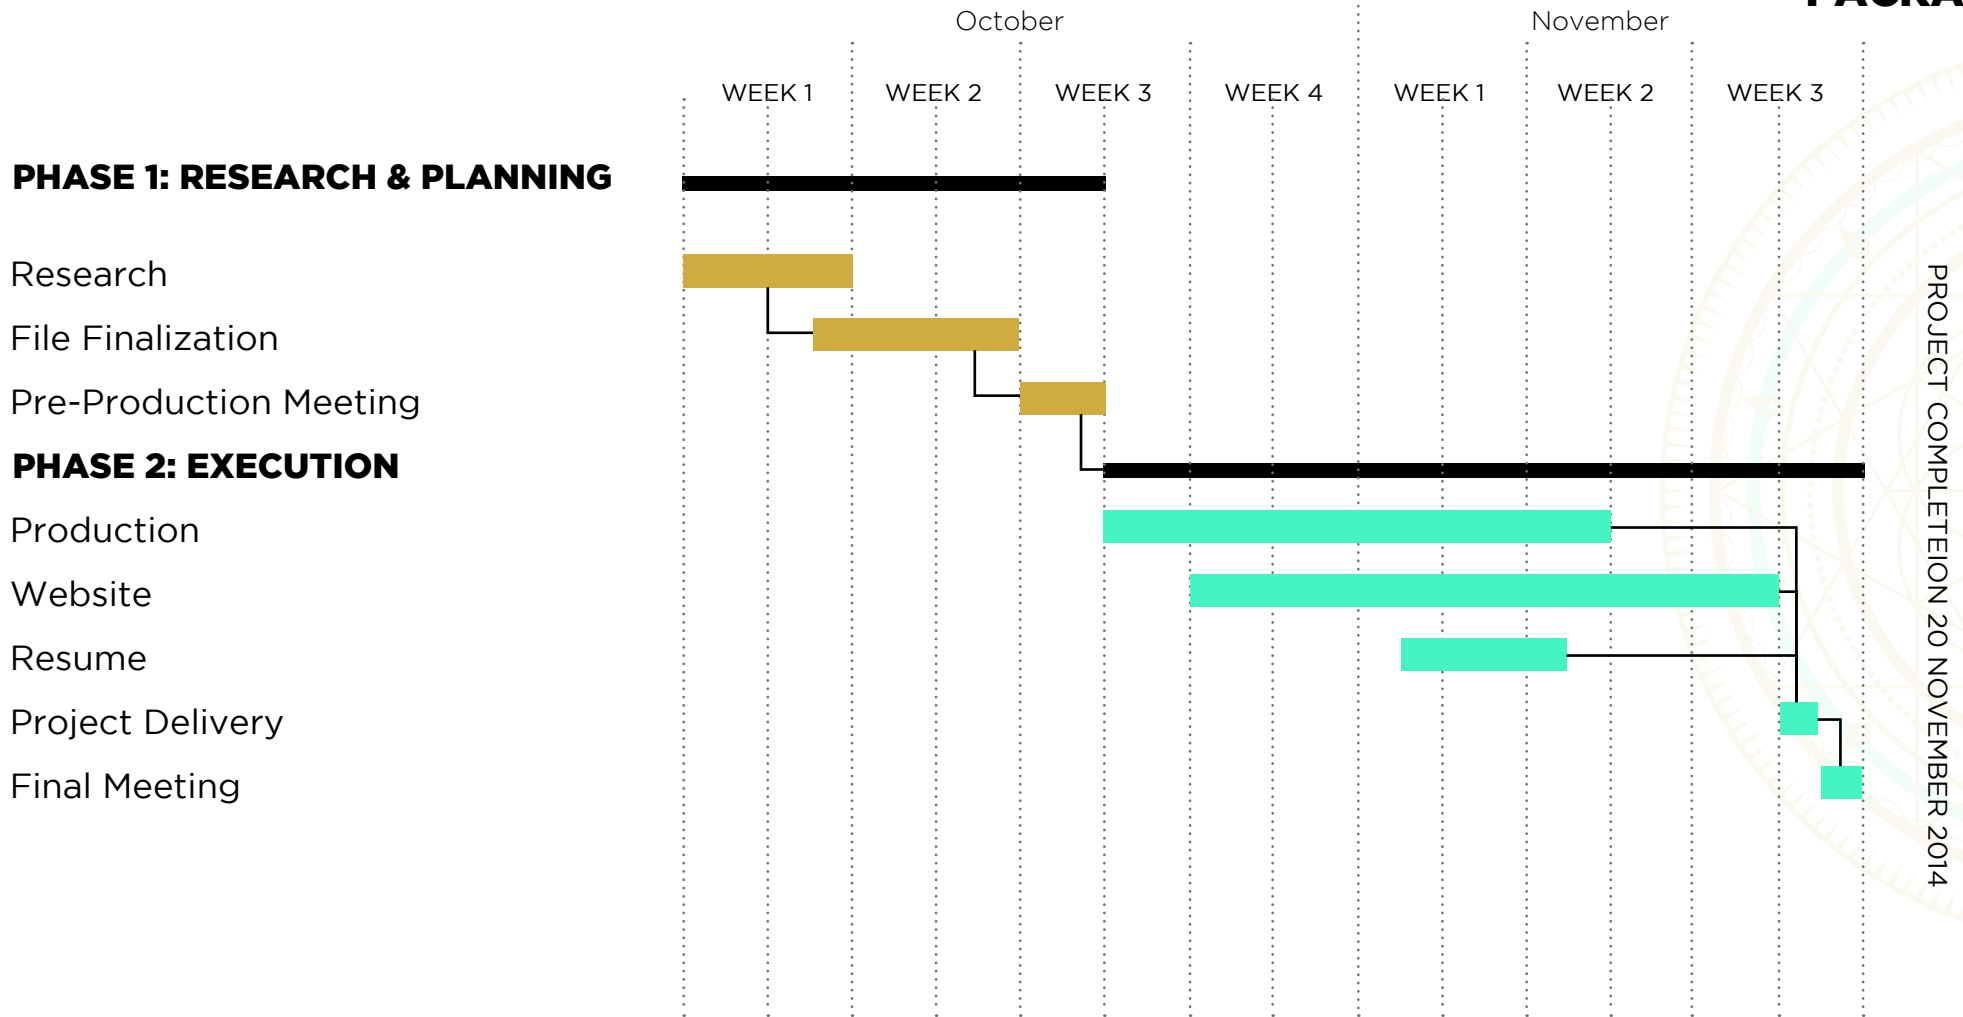 October
November
WEEK 1
WEEK 2
WEEK 3
WEEK 4
WEEK 1
WEEK 2
WEEK 3
PHASE 1: RESEARCH & PLANNING
Research
File Finalization
Pre-Production Meeting
PHASE 2: EXECUTION
Production
Website
Resume
Project Delivery
Final Meeting
PROJECT COMPLETEION 20 NOVEMBER 2014